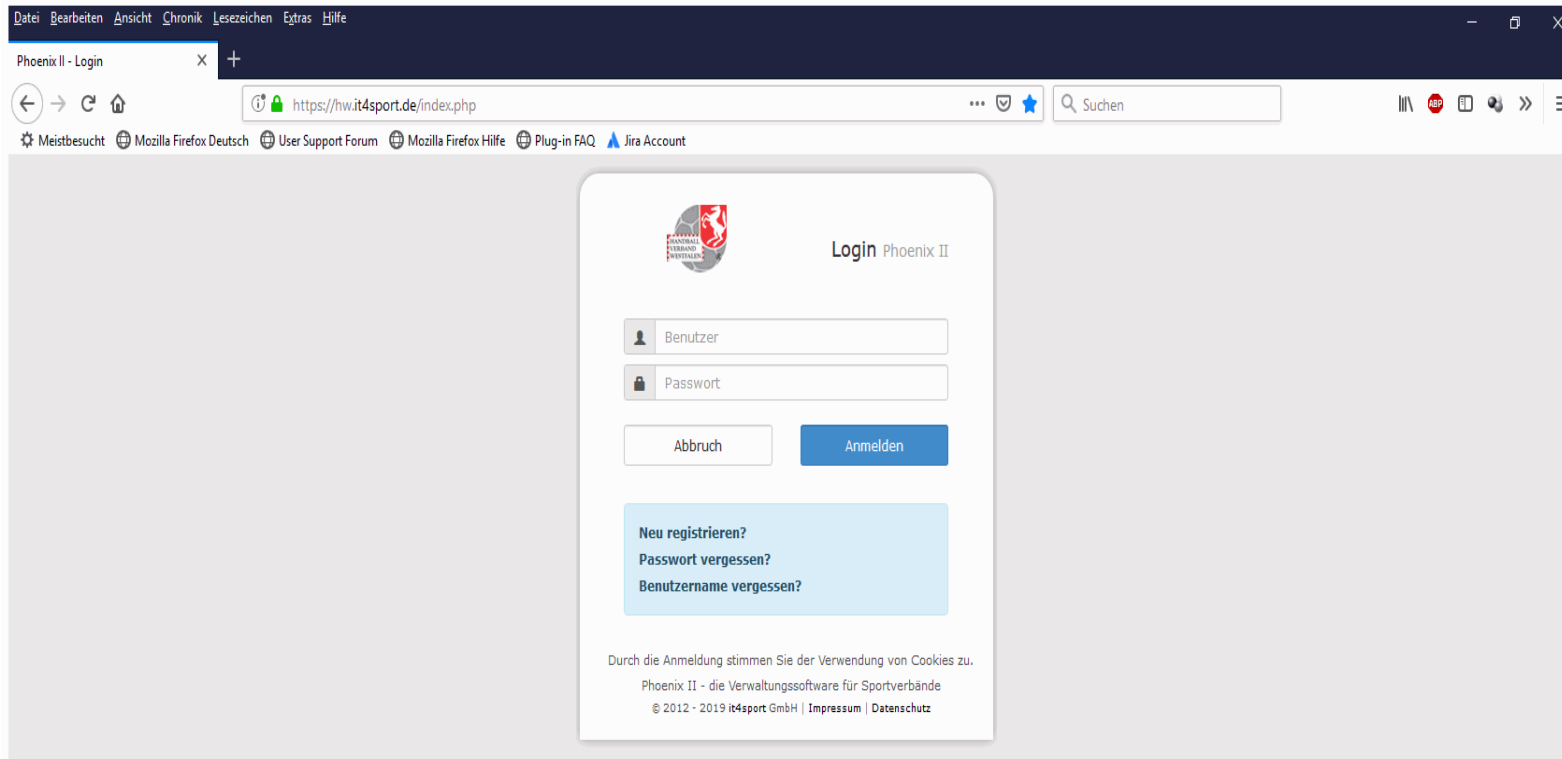 Datei Bearbeiten Ansicht Chronik Lesezeichen Extras Hilfe
Phoenix II - Login
https://hw.it4sport.de/index.php
Suchen
ABP
Meistbesucht Mozilla Firefox Deutsch User Support Forum Mozilla Firefox Hilfe Plug-in FAQ Jira Account
HANDBALL
VERBAND
WESTFALEN
Login Phoenix II
Benutzer
Passwort
Abbruch Anmelden
Neu registrieren?
Passwort vergessen?
Benutzername vergessen?
Durch die Anmeldung stimmen Sie der Verwendung von Cookies zu.
Phoenix II - die Verwaltungssoftware für Sportverbände
© 2012 - 2019 it4sport GmbH | Impressum | Datenschutz